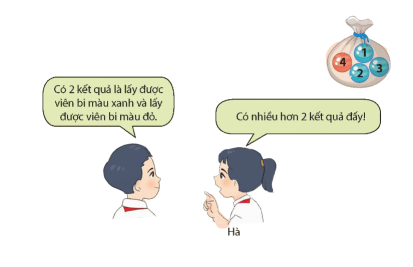 1
4
2
3
Có 2 kết quả là lấy được
viên bi màu xanh và lấy
được viên bi màu đỏ.
Có nhiều hơn 2 kết quả đấy!
Hà